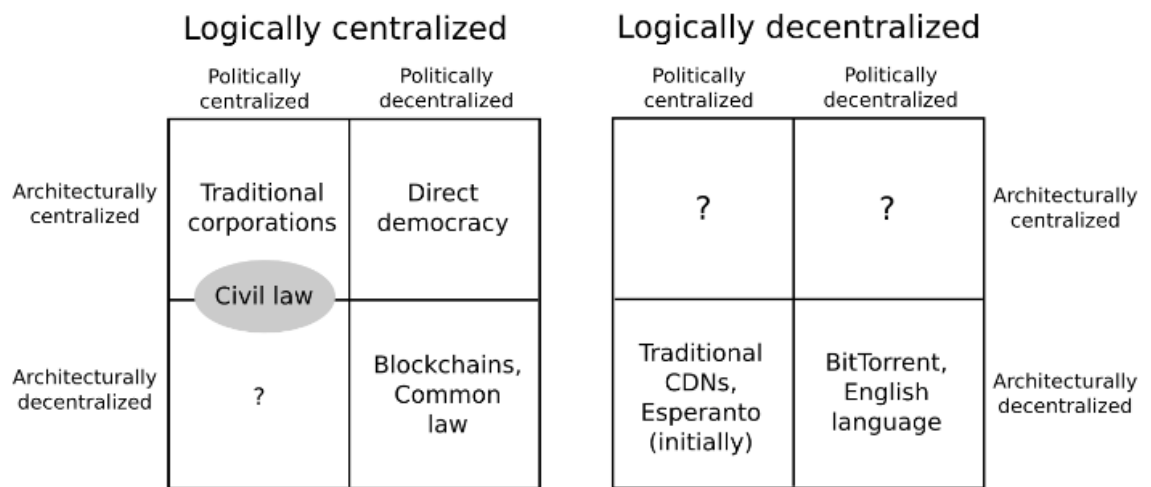 Logically centralized
Logically decentralized
Politically
centralized
Politically
decentralized
Politically
centralized
Politically
decentralized
Architecturally
centralized
Traditional
corporations
Direct
democracy
?
?
Architecturally
centralized
Civil law
Architecturally
decentralized
?
Blockchains,
Common
law
Traditional
CDNs,
Esperanto
(initially)
BitTorrent,
English
language
Architecturally
decentralized